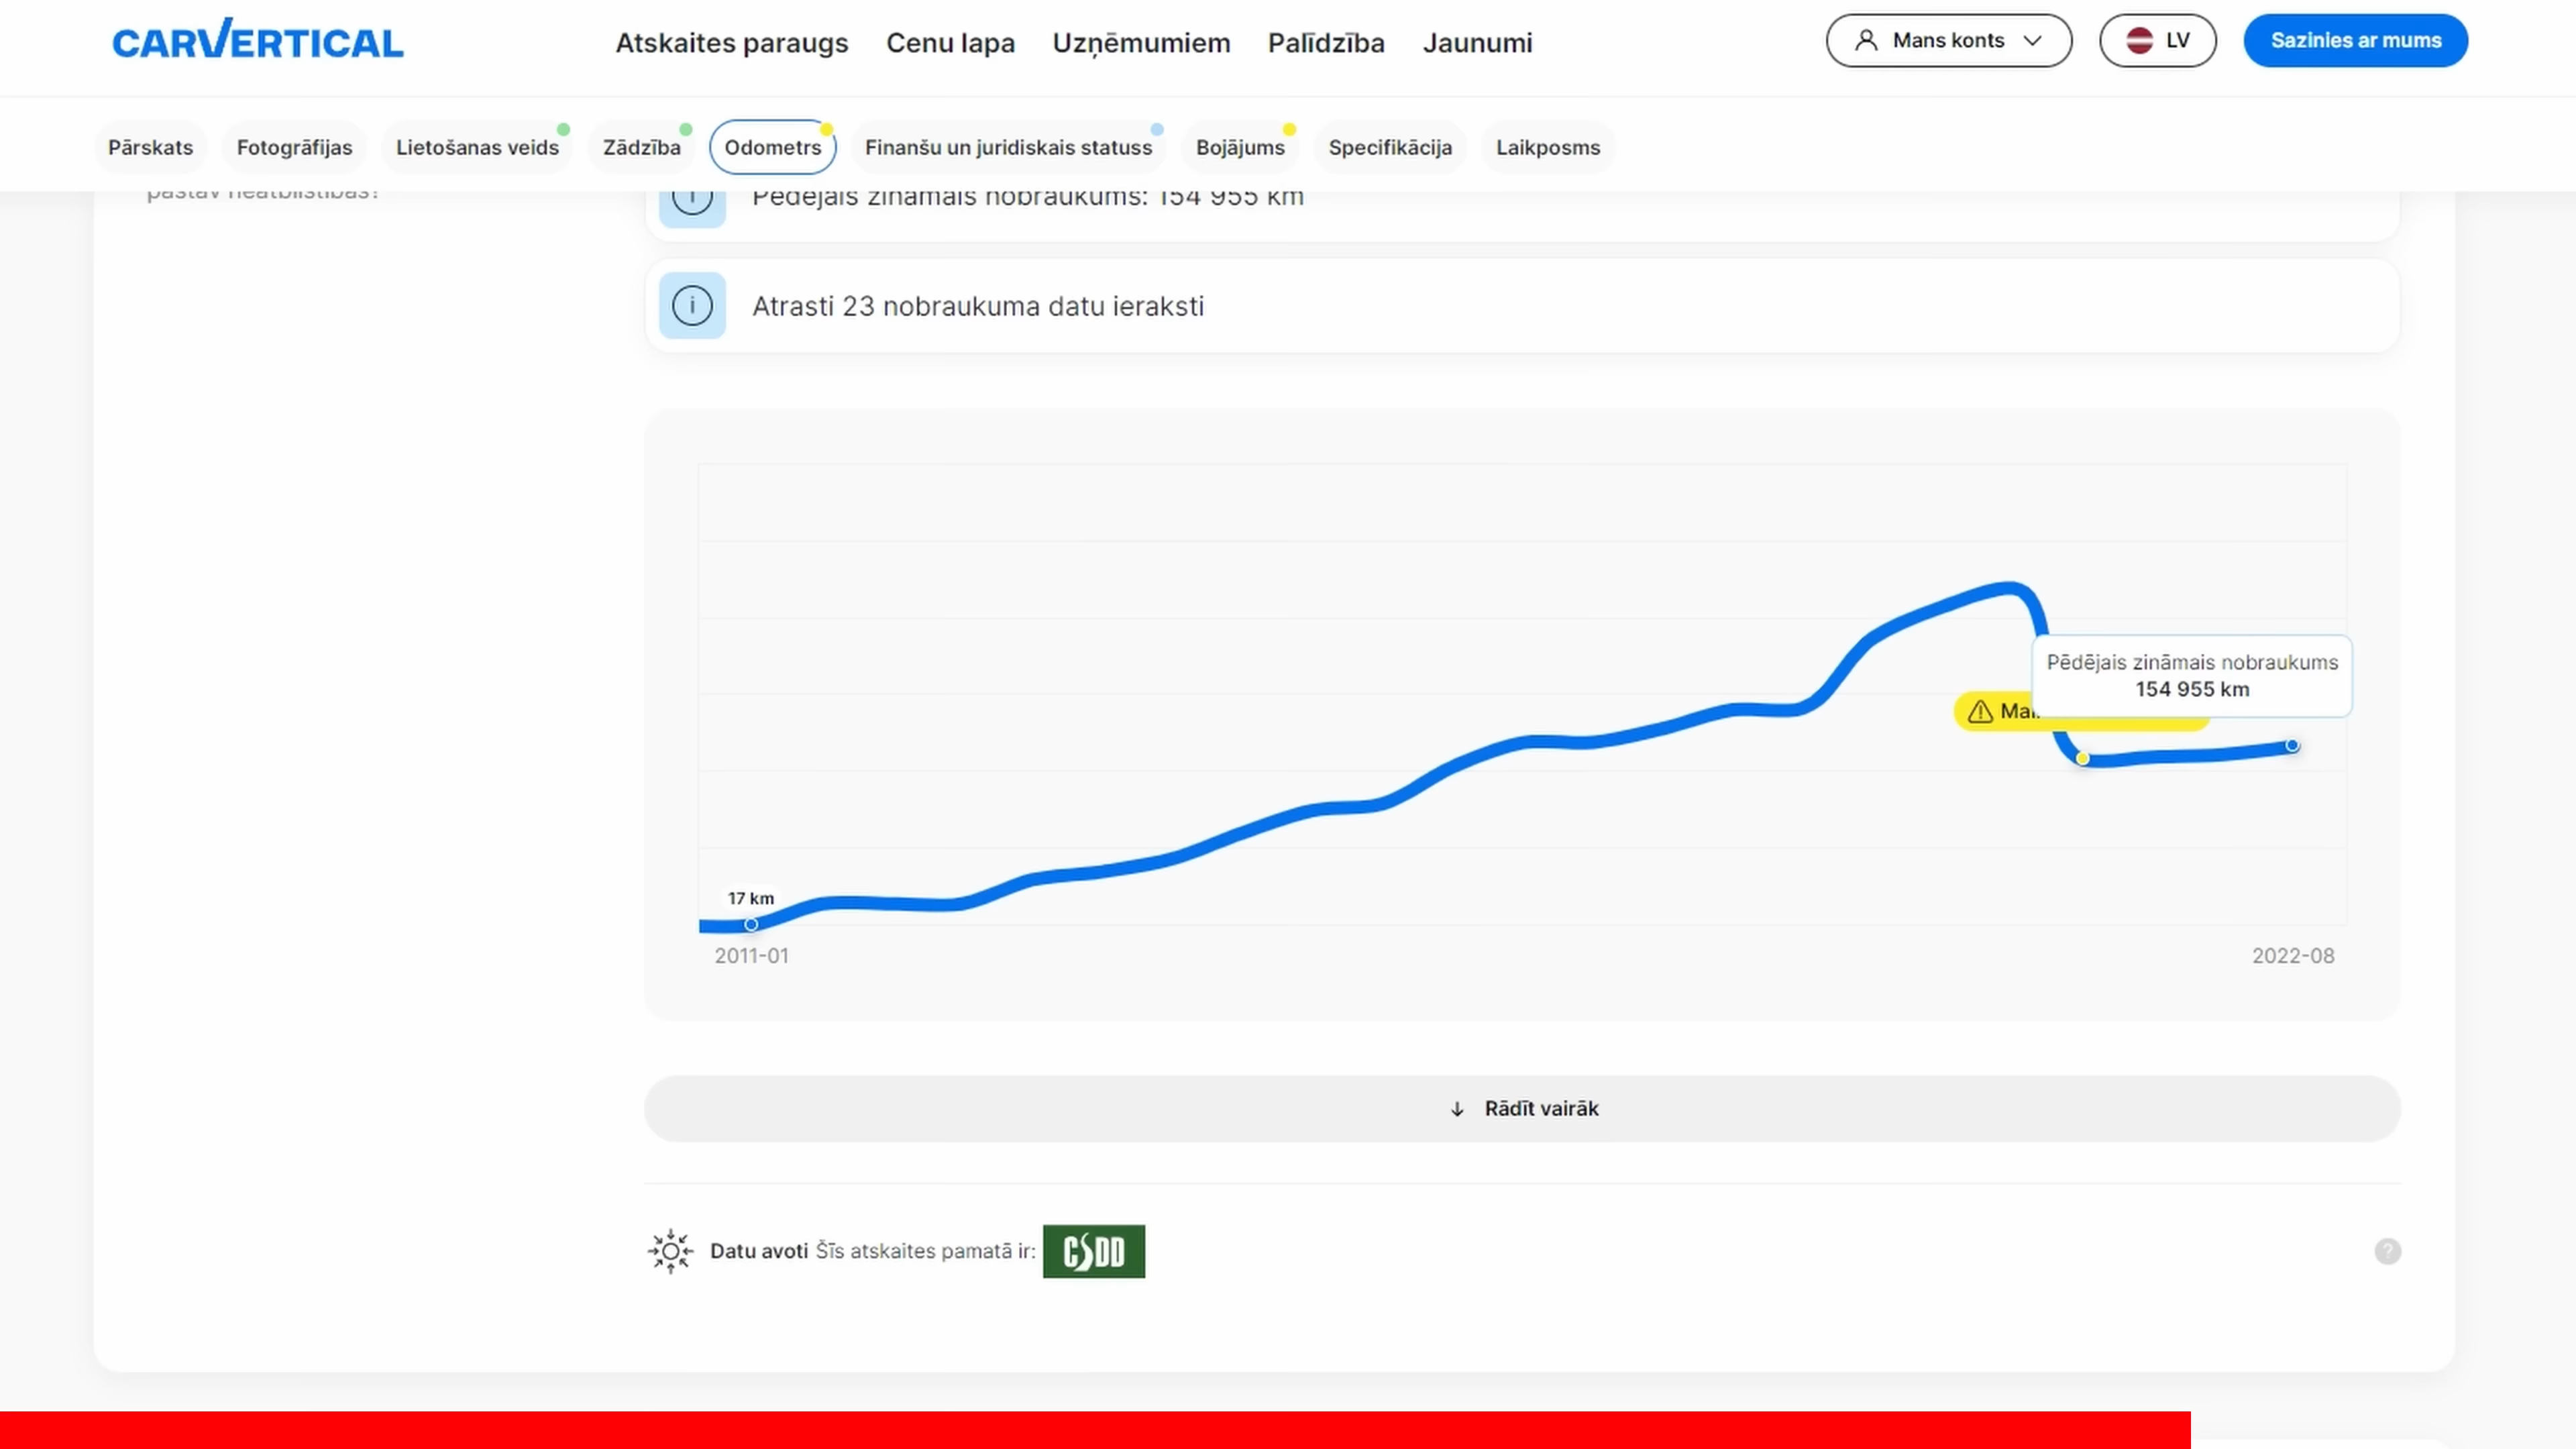 CARVERTICAL
Atskaites paraugs Cenu lapa Uzņēmumiem Palīdzība Jaunumi
Mans konts LV Sazinies ar mums
Pārskats Fotogrāfijas Lietošanas veids Zādzība Odometrs Finanšu un juridiskais statuss Bojājums Specifikācija Laikposms
pastāv neatbilstības?
Pēdējais zināmais nobraukums: 154 955 km
Atrasti 23 nobraukuma datu ieraksti
Pēdējais zināmais nobraukums
154 955 km
17 km
2011-01 2022-08
Rādīt vairāk
Datu avoti Šīs atskaites pamatā ir: CSDD
?